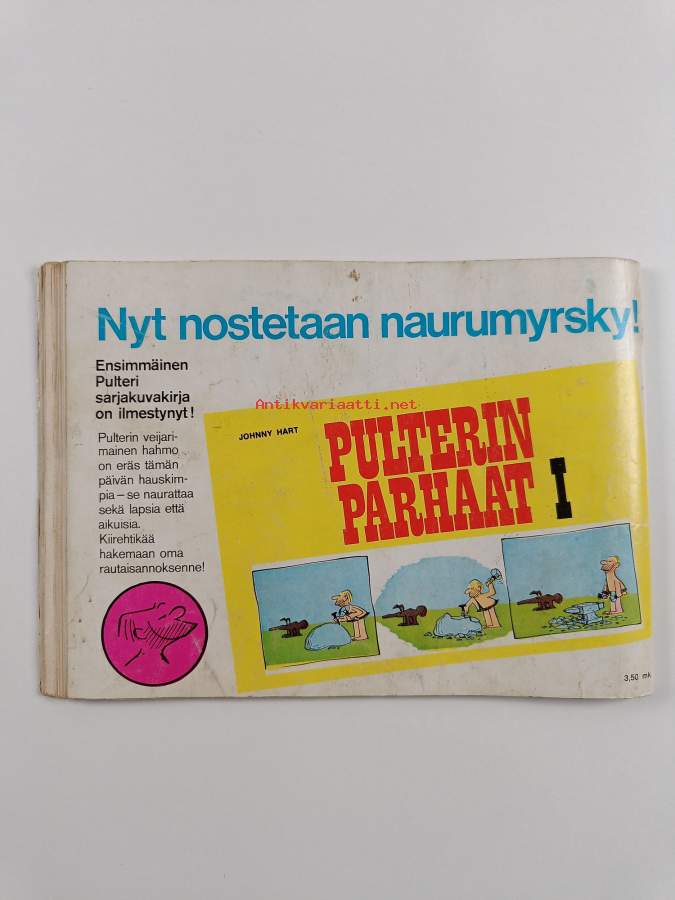 Nyt nostetaan naurumyrsky!
Ensimmäinen
Pulteri
sarjakuvakirja
on ilmestynyt!
Pulterin veijari-
mainen hahmo
on eräs tämän
päivän hauskim-
pia – se naurattaa
sekä lapsia että
aikuisia.
Kiirehtikää
hakemaan oma
rautaisannoksenne!
Antikvariaatti.net
JOHNNY HART
PULTERIN
PARHAAT I
3,50 mk